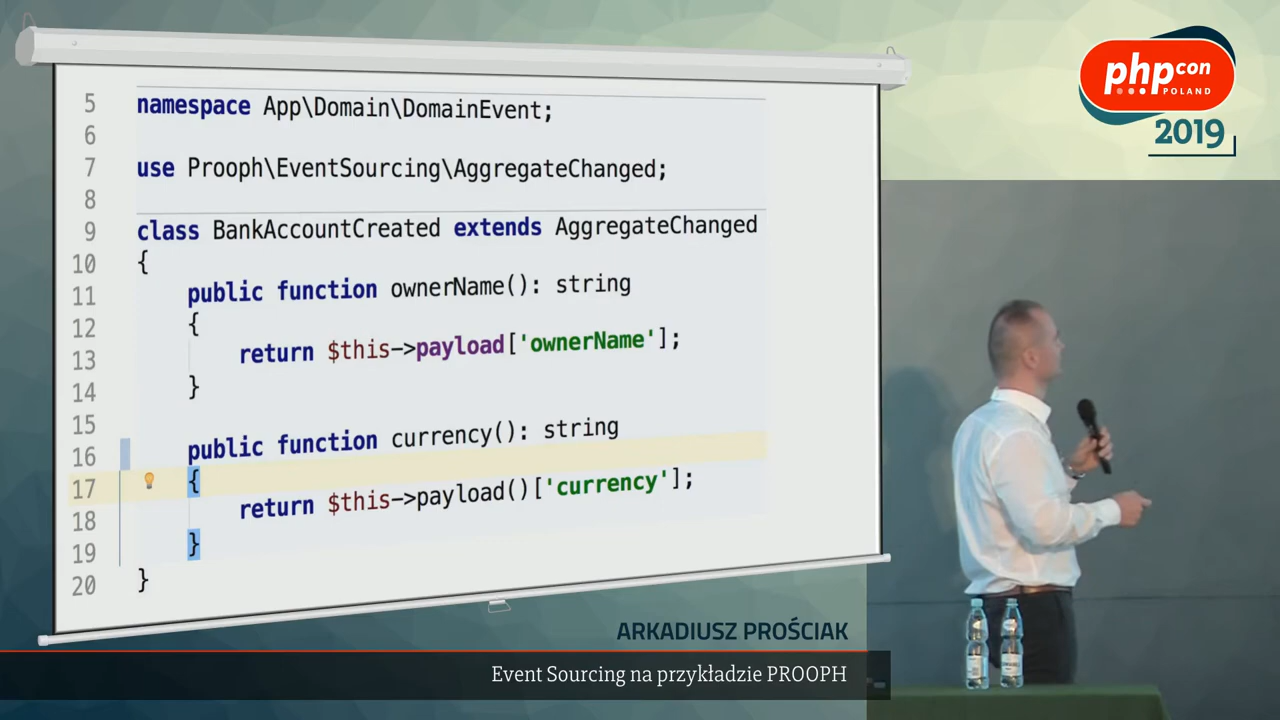 5 namespace App\Domain\DomainEvent;
6
7 use Prooph\EventSourcing\AggregateChanged;
8
9 class BankAccountCreated extends AggregateChanged
10 {
11 public function ownerName(): string
12 {
13 return $this->payload['ownerName'];
14 }
15
16 public function currency(): string
17 {
18 return $this->payload()['currency'];
19 }
20 }
phpcon
POLAND
2019
ARKADIUSZ PROŚCIAK
Event Sourcing na przykładzie PROOPH